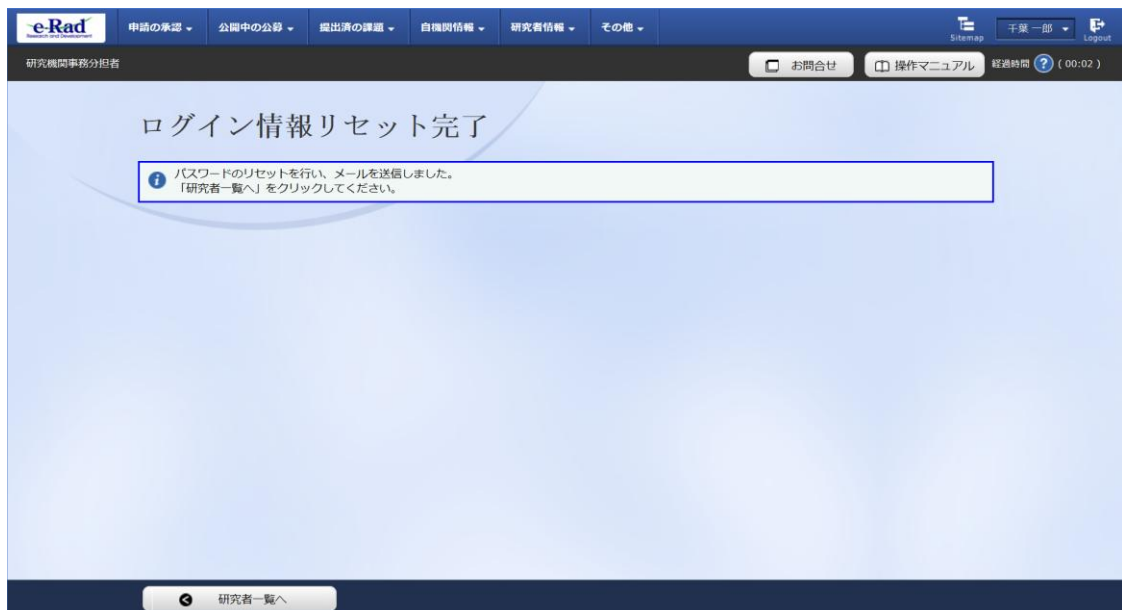 e-Rad
Research and Development
申請の承認
公開中の公募
提出済の課題
自機関情報
研究者情報
その他
Sitemap
千葉 一郎
Logout
研究機関事務分担者
お問合せ
操作マニュアル
経過時間 ? ( 00:02 )
ログイン情報リセット完了
パスワードのリセットを行い、メールを送信しました。
「研究者一覧へ」をクリックしてください。
研究者一覧へ